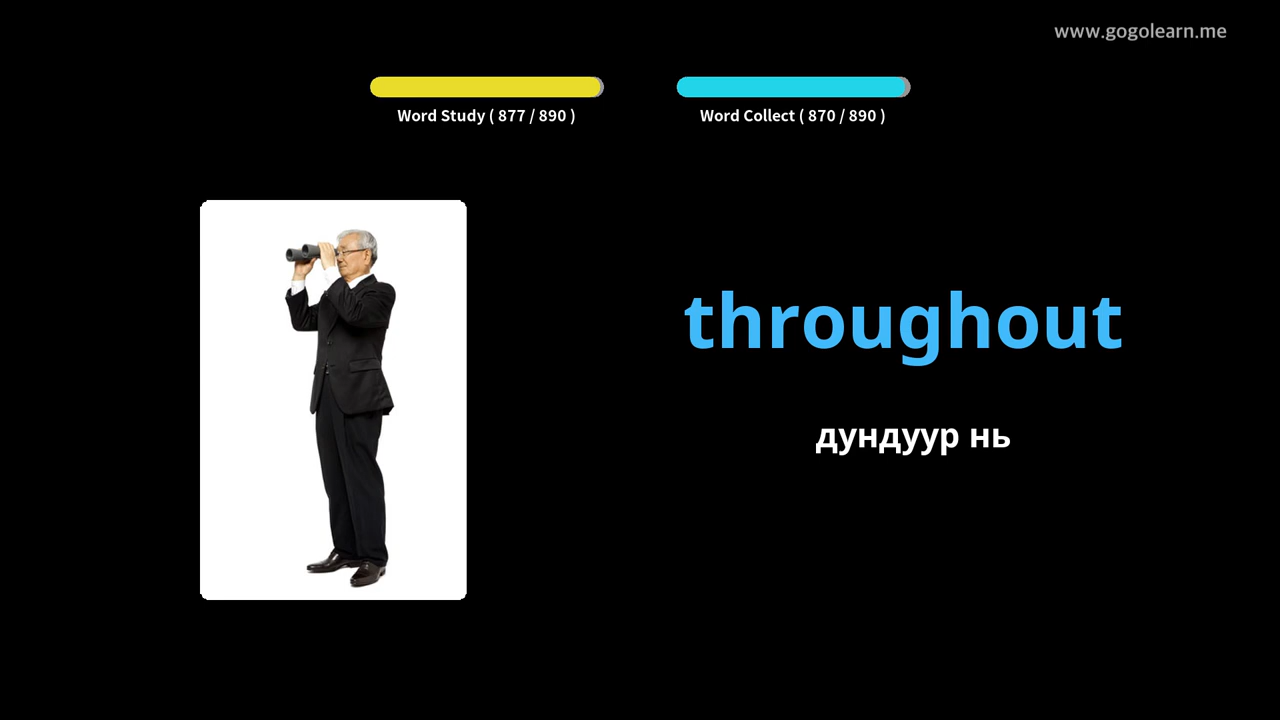 www.gogolearn.me
Word Study ( 877 / 890 )
Word Collect ( 870 / 890 )
throughout
дундуур нь